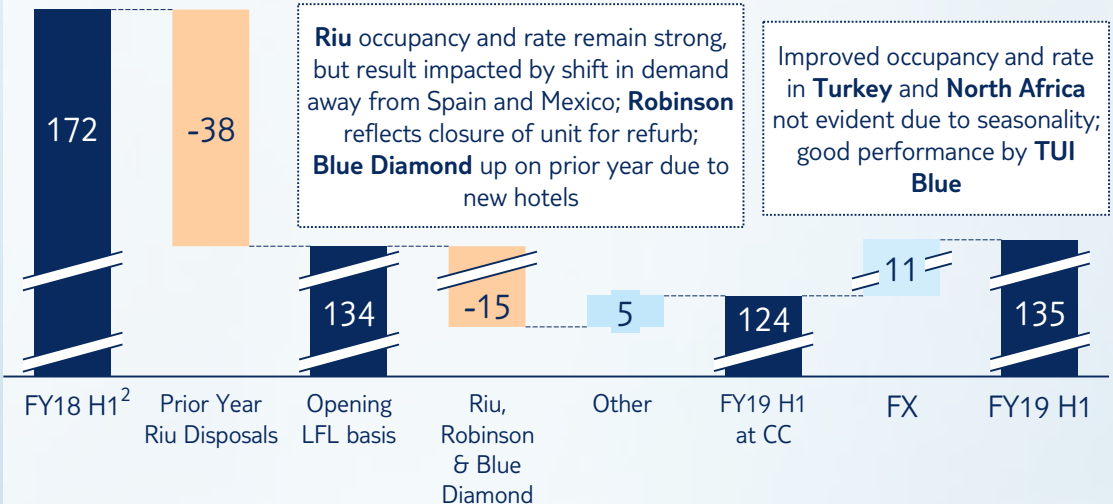 Riu occupancy and rate remain strong,
but result impacted by shift in demand
away from Spain and Mexico; Robinson
reflects closure of unit for refurb;
Blue Diamond up on prior year due to
new hotels
Improved occupancy and rate
in Turkey and North Africa
not evident due to seasonality;
good performance by TUI
Blue
172
-38
134
-15
5
124
11
135
FY18 H1²
Prior Year
Riu Disposals
Opening
LFL basis
Riu,
Robinson
& Blue
Diamond
Other
FY19 H1
at CC
FX
FY19 H1